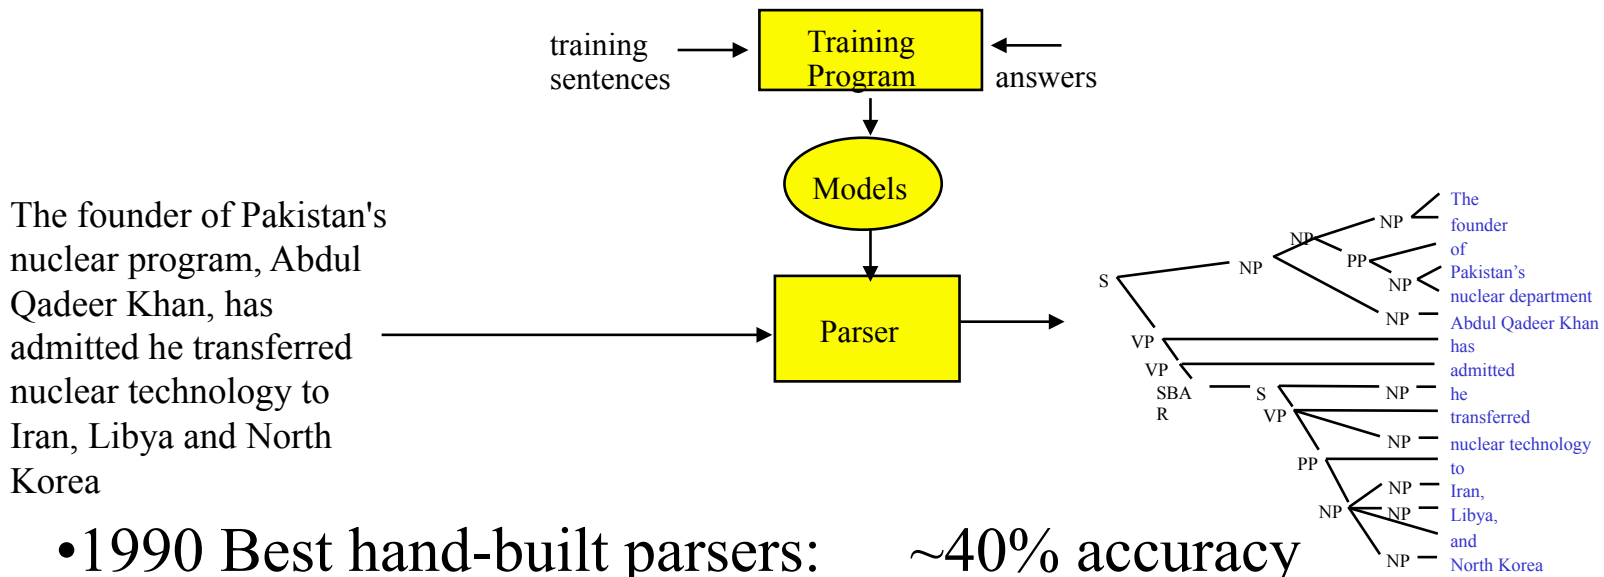 training
sentences
Training
Program
answers
Models
The founder of Pakistan's
nuclear program, Abdul
Qadeer Khan, has
admitted he transferred
nuclear technology to
Iran, Libya and North
Korea
Parser
S
NP
NP
NP
PP
NP
NP
VP
VP
SBA
R
S
NP
VP
NP
PP
NP
NP
NP
NP
The
founder
of
Pakistan’s
nuclear department
Abdul Qadeer Khan
has
admitted
he
transferred
nuclear technology
to
Iran,
Libya,
and
North Korea
•1990 Best hand-built parsers: ~40% accuracy